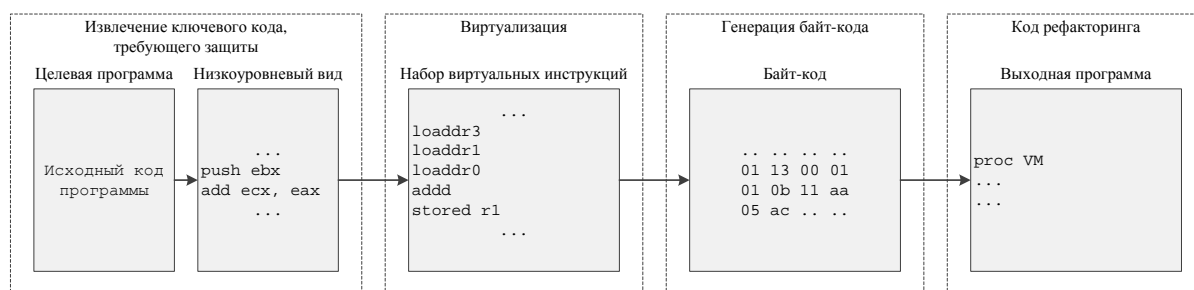 Извлечение ключевого кода,
требующего защиты
Целевая программа
Исходный код
программы
Низкоуровневый вид
...
push ebx
add ecx, eax
...
Виртуализация
Набор виртуальных инструкций
...
loaddr3
loaddr1
loaddr0
addd
stored r1
...
Генерация байт-кода
Байт-код
.. .. .. ..
01 13 00 01
01 0b 11 aa
05 ac .. ..
Код рефакторинга
Выходная программа
proc VM
...
...